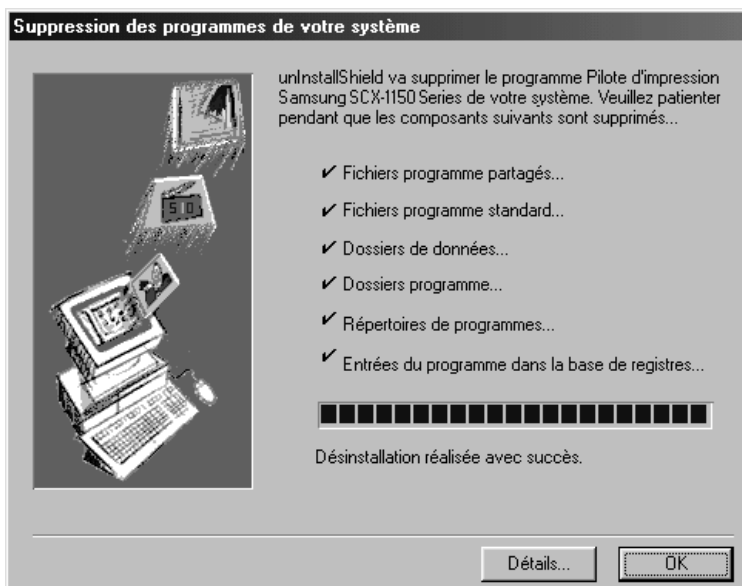 Suppression des programmes de votre système
unInstallShield va supprimer le programme Pilote d'impression
Samsung SCX-1150 Series de votre système. Veuillez patienter
pendant que les composants suivants sont supprimés...
✔ Fichiers programme partagés...
✔ Fichiers programme standard...
✔ Dossiers de données...
✔ Dossiers programme...
✔ Répertoires de programmes...
✔ Entrées du programme dans la base de registres...
Désinstallation réalisée avec succès.
Détails...
OK